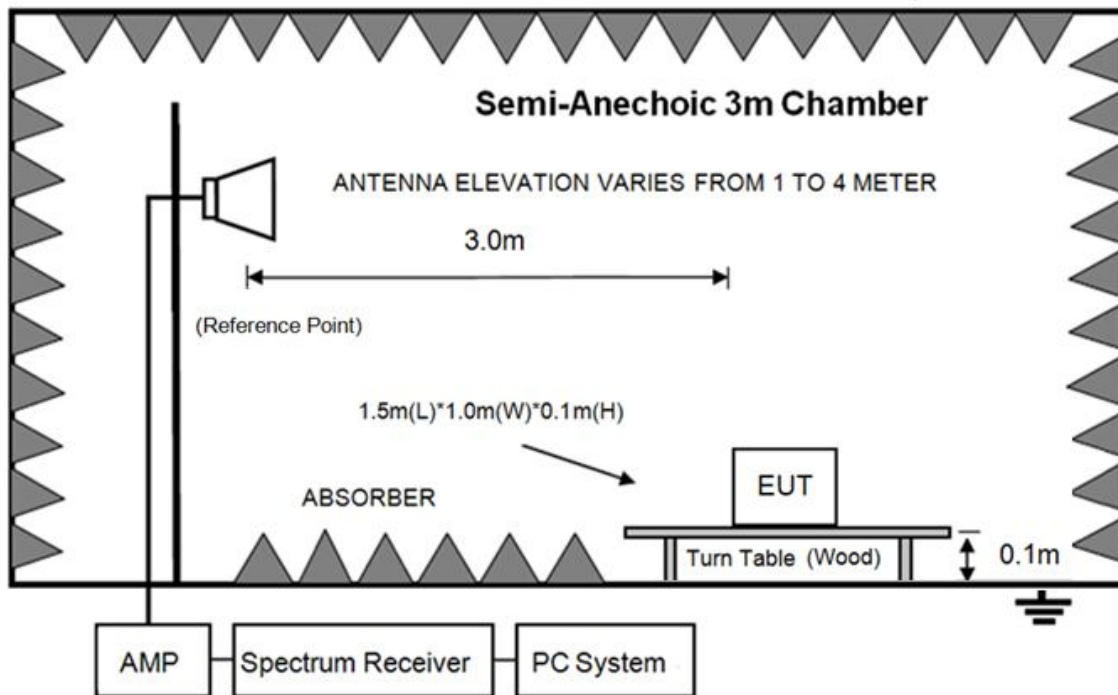 Semi-Anechoic 3m Chamber
ANTENNA ELEVATION VARIES FROM 1 TO 4 METER
3.0m
(Reference Point)
1.5m(L)*1.0m(W)*0.1m(H)
EUT
ABSORBER
Turn Table (Wood)
0.1m
AMP
Spectrum Receiver
PC System